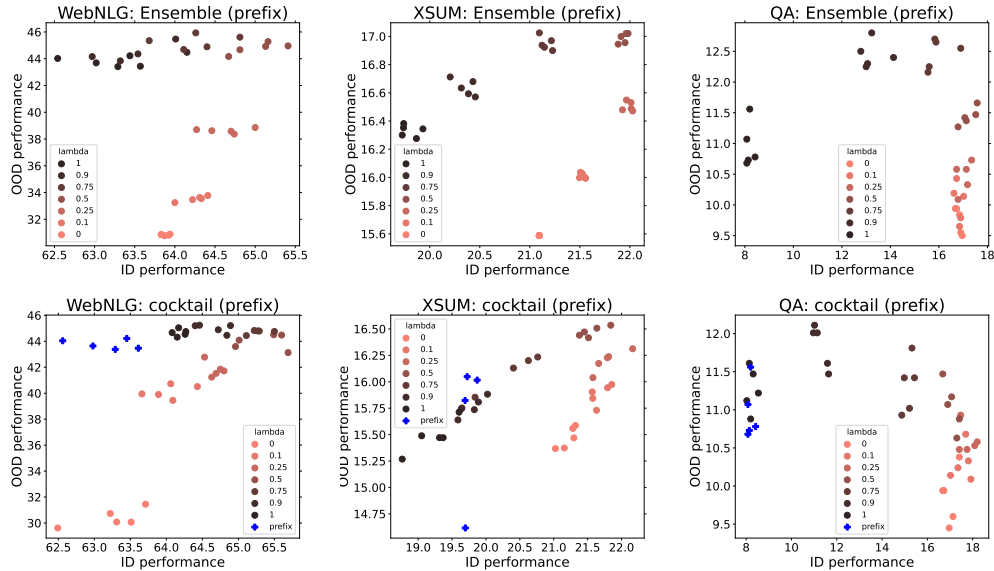 WebNLG: Ensemble (prefix)
OOD performance
46
44
42
40
38
36
34
32
30
lambda
1
0.9
0.75
0.5
0.25
0.1
0
62.5 63.0 63.5 64.0 64.5 65.0 65.5
ID performance
XSUM: Ensemble (prefix)
OOD performance
17.0
16.8
16.6
16.4
16.2
16.0
15.8
15.6
lambda
1
0.9
0.75
0.5
0.25
0.1
0
20.0 20.5 21.0 21.5 22.0
ID performance
QA: Ensemble (prefix)
OOD performance
12.5
12.0
11.5
11.0
10.5
10.0
9.5
lambda
0
0.1
0.25
0.5
0.75
0.9
1
8 10 12 14 16 18
ID performance
WebNLG: cocktail (prefix)
OOD performance
46
44
42
40
38
36
34
32
30
lambda
0
0.1
0.25
0.5
0.75
0.9
1
prefix
62.5 63.0 63.5 64.0 64.5 65.0 65.5
ID performance
XSUM: cocktail (prefix)
OOD performance
16.50
16.25
16.00
15.75
15.50
15.25
15.00
14.75
lambda
0
0.1
0.25
0.5
0.75
0.9
1
prefix
19.0 19.5 20.0 20.5 21.0 21.5 22.0
ID performance
QA: cocktail (prefix)
OOD performance
12.0
11.5
11.0
10.5
10.0
9.5
lambda
0
0.1
0.25
0.5
0.75
0.9
1
prefix
8 10 12 14 16 18
ID performance